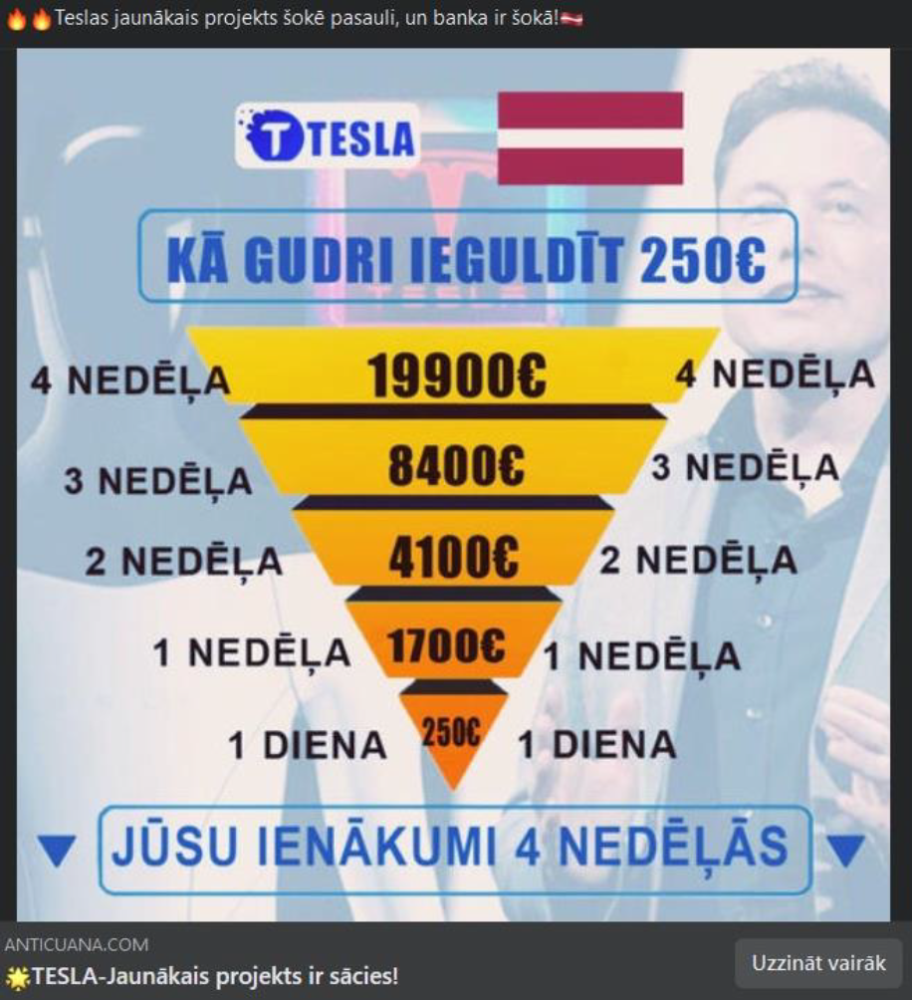 🔥🔥Teslas jaunākais projekts šokē pasauli, un banka ir šokā!🇱🇻
T TESLA
KĀ GUDRI IEGULDĪT 250€
TESLA
4 NEDĒĻA 19900€ 4 NEDĒĻA
3 NEDĒĻA 8400€ 3 NEDĒĻA
2 NEDĒĻA 4100€ 2 NEDĒĻA
1 NEDĒĻA 1700€ 1 NEDĒĻA
1 DIENA 250€ 1 DIENA
JŪSU IENĀKUMI 4 NEDĒĻĀS
ANTICUANA.COM
🌟TESLA-Jaunākais projekts ir sācies!
Uzzināt vairāk